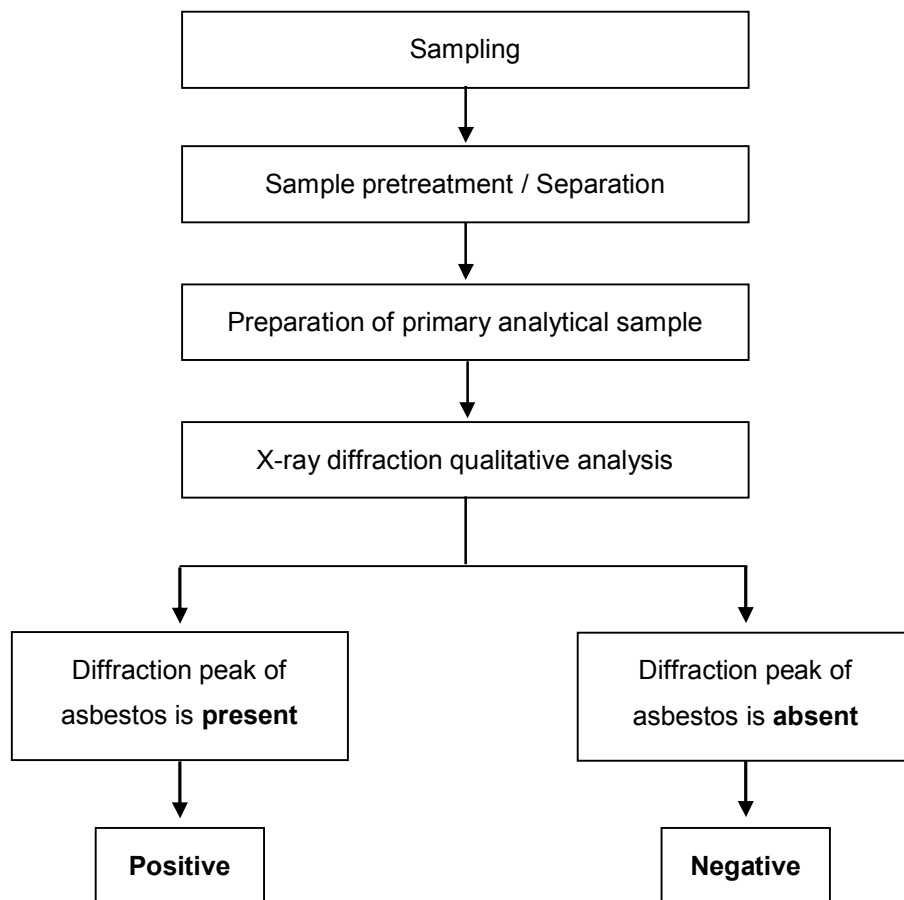 Sampling
Sample pretreatment / Separation
Preparation of primary analytical sample
X-ray diffraction qualitative analysis
Diffraction peak of
asbestos is present
Diffraction peak of
asbestos is absent
Positive
Negative